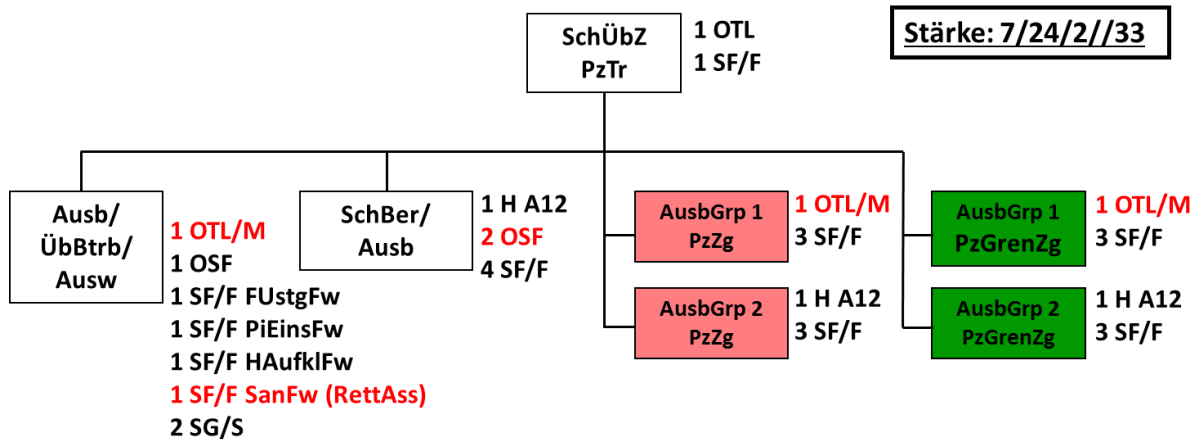 SchÜbZ
PzTr
1 OTL
1 SF/F
Stärke: 7/24/2//33
Ausb/
ÜbBtrb/
Ausw
1 OTL/M
1 OSF
1 SF/F FUstgFw
1 SF/F PiEinsFw
1 SF/F HAufklFw
1 SF/F SanFw (RettAss)
2 SG/S
SchBer/
Ausb
1 H A12
2 OSF
4 SF/F
AusbGrp 1
PzZg
1 OTL/M
3 SF/F
AusbGrp 2
PzZg
1 H A12
3 SF/F
AusbGrp 1
PzGrenZg
1 OTL/M
3 SF/F
AusbGrp 2
PzGrenZg
1 H A12
3 SF/F